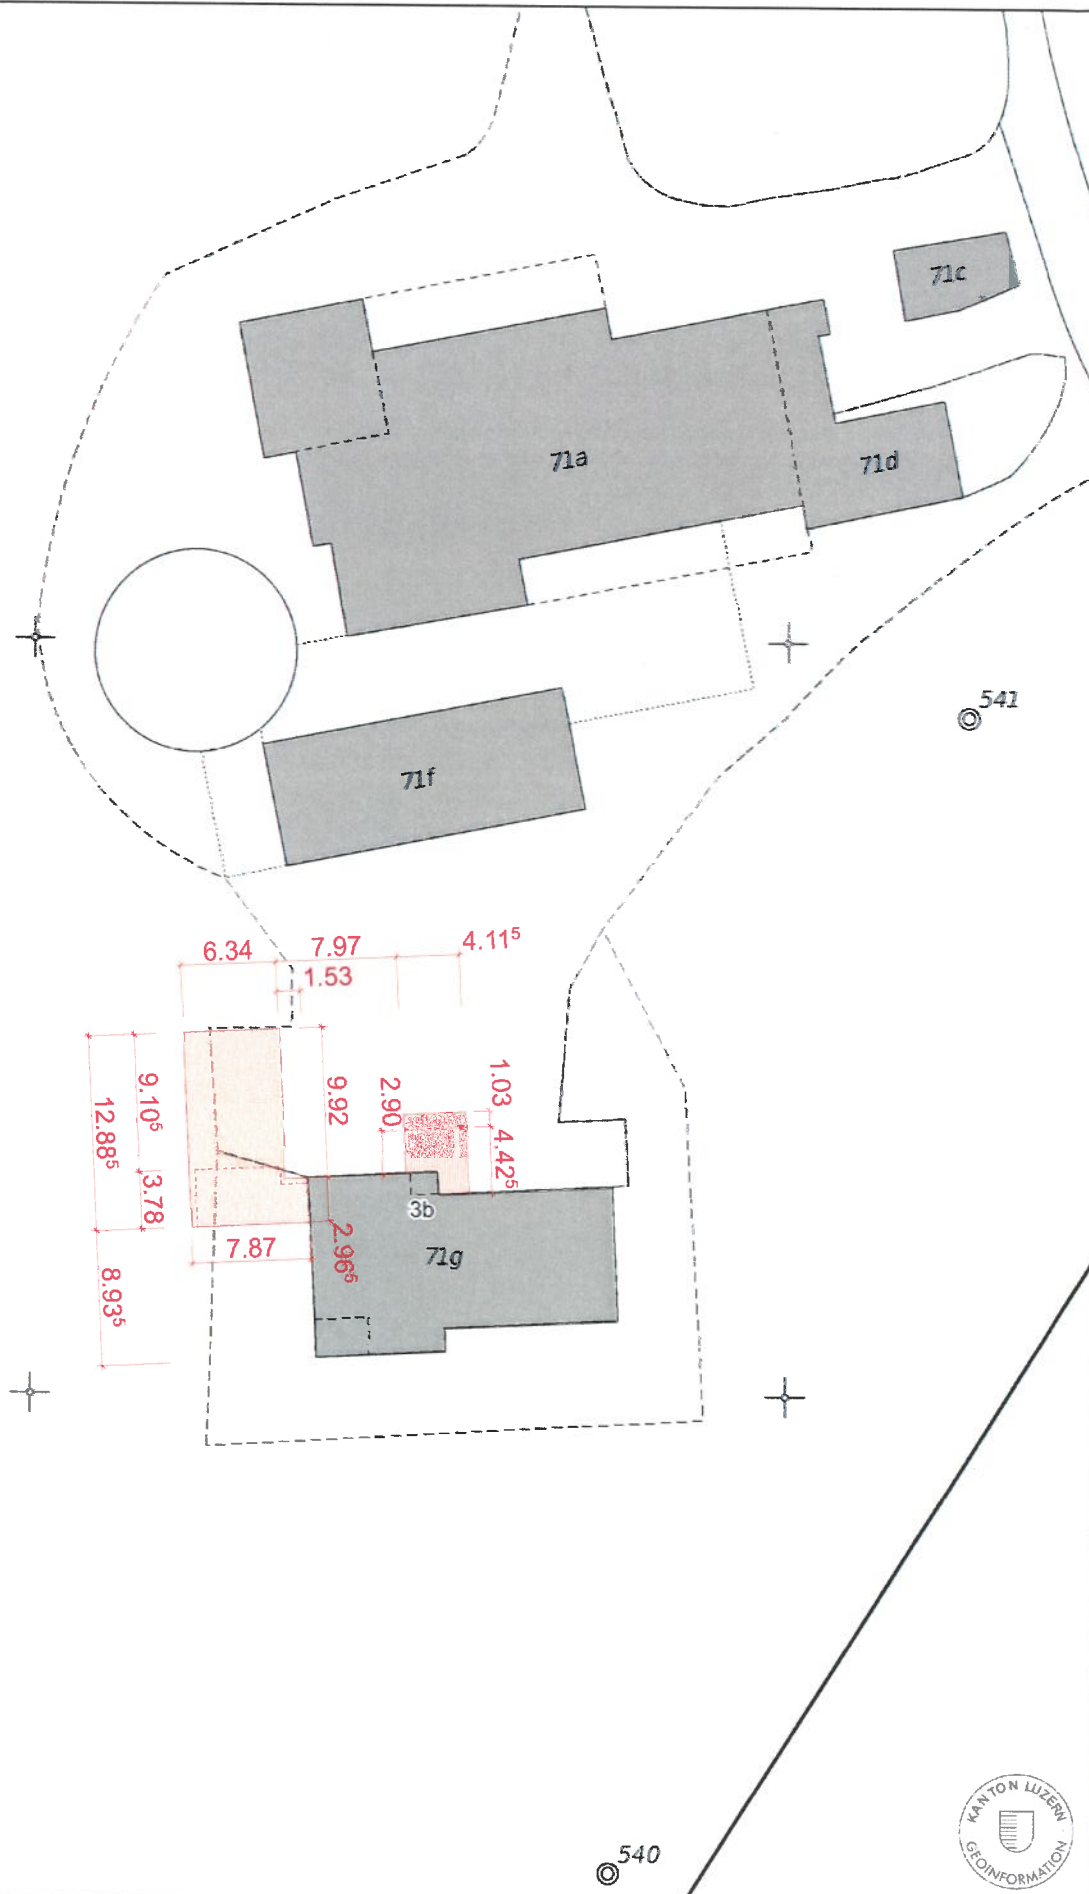 71c
71a
71d
541
71f
6.34
7.97
4.11⁵
1.53
9.10⁵
12.88⁵
3.78
8.93⁵
9.92
2.90
1.03
4.42⁵
3b
7.87
2.96⁵
71g
KANTON LUZERN
GEOINFORMATION
540